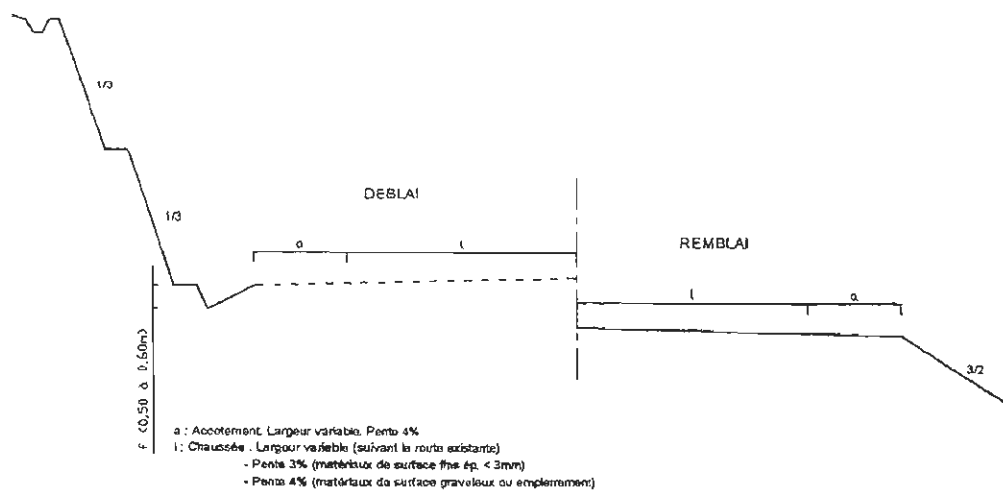 1/3
1/3
DEBLAI
a
l
REMBLAI
l
a
3/2
f (0,50 à 0.60m)
a : Accotement. Largeur variable. Pente 4%
l : Chaussée . Largeur variable (suivant la route existante)
- Pente 3% (matériaux de surface fins ép. < 3mm)
- Pente 4% (matériaux de surface graveleux ou empierrement)